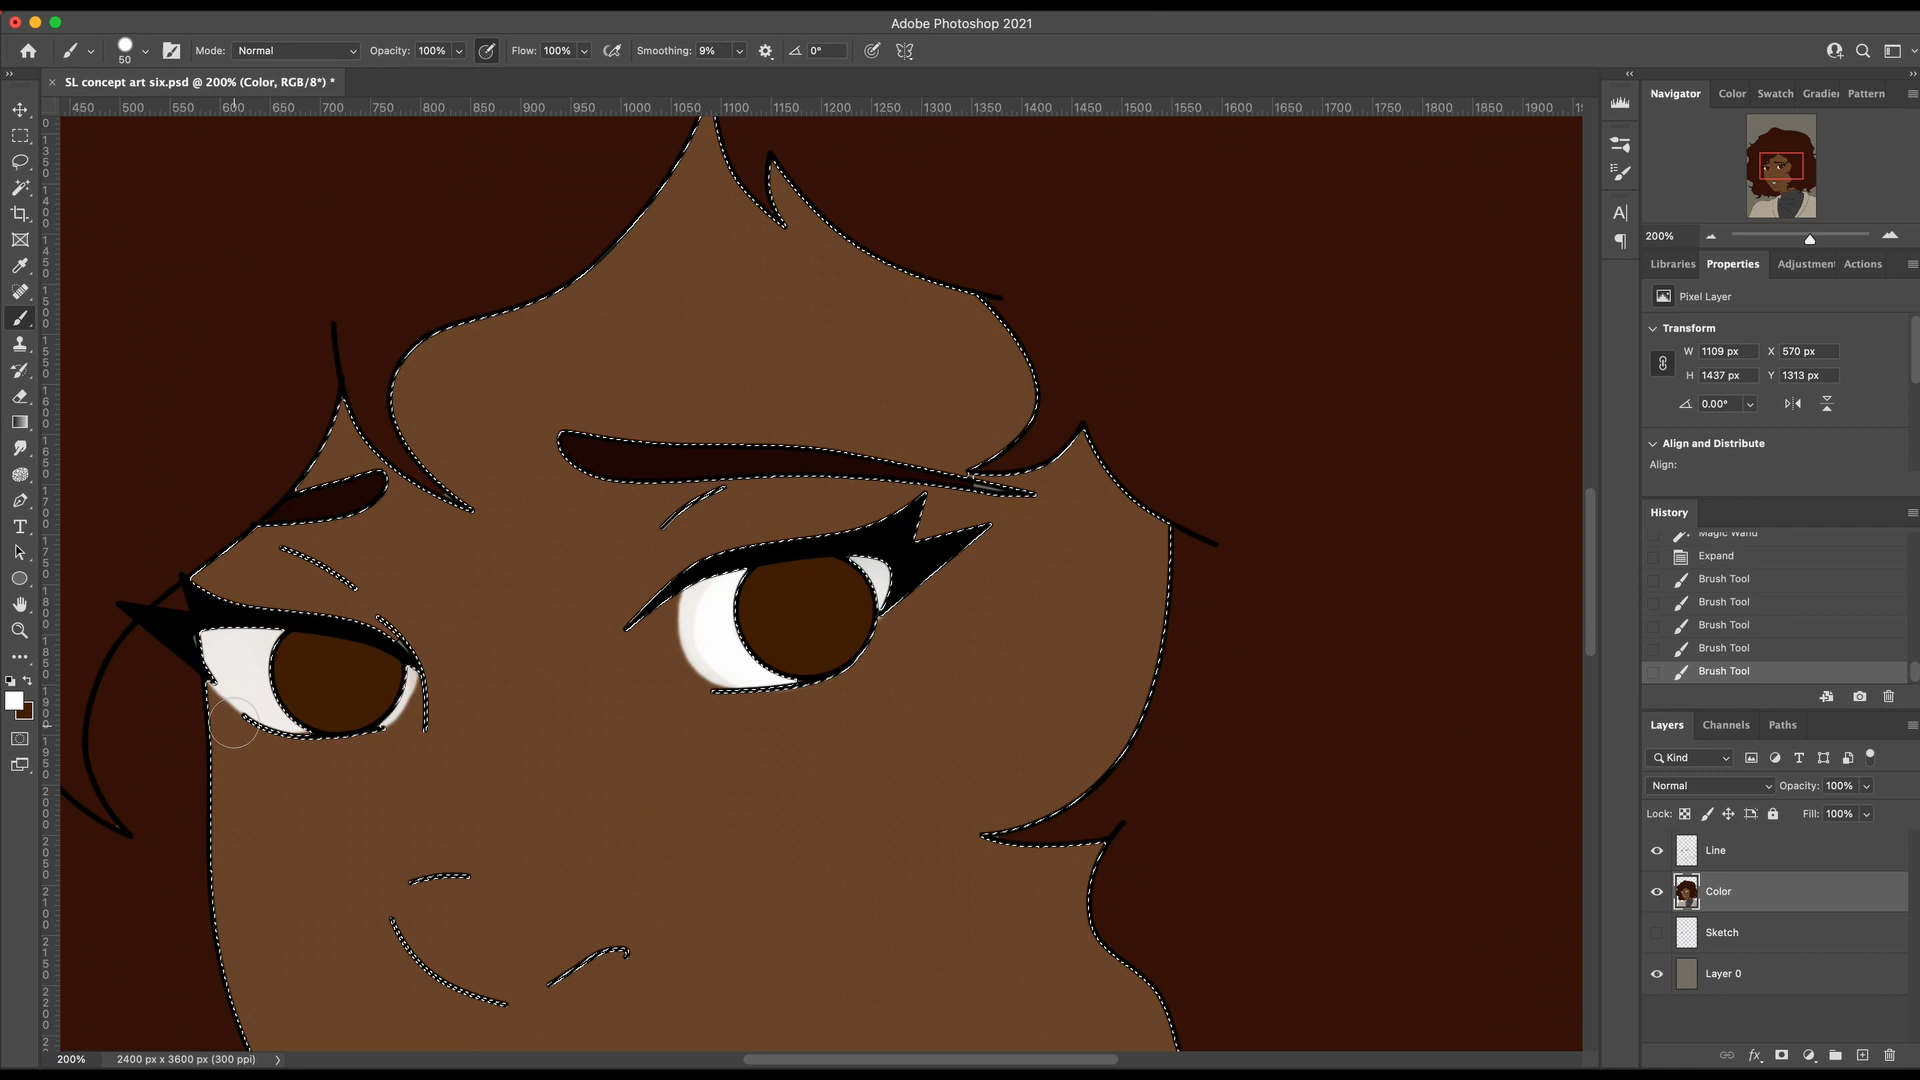 Adobe Photoshop 2021
50 Mode: Normal Opacity: 100% Flow: 100% Smoothing: 9% 0°
SL concept art six.psd @ 200% (Color, RGB/8*) *
450 500 550 600 650 700 750 800 850 900 950 1000 1050 1100 1150 1200 1250 1300 1350 1400 1450 1500 1550 1600 1650 1700 1750 1800 1850 1900
Navigator Color Swatch Gradier Pattern
200%
Libraries Properties Adjustmen Actions
Pixel Layer
Transform
W 1109 px X 570 px
H 1437 px Y 1313 px
0.00°
Align and Distribute
Align:
History
Magic Wand
Expand
Brush Tool
Brush Tool
Brush Tool
Brush Tool
Brush Tool
Layers Channels Paths
Kind
Normal Opacity: 100%
Lock: Fill: 100%
Line
Color
Sketch
Layer 0
200% 2400 px x 3600 px (300 ppi)